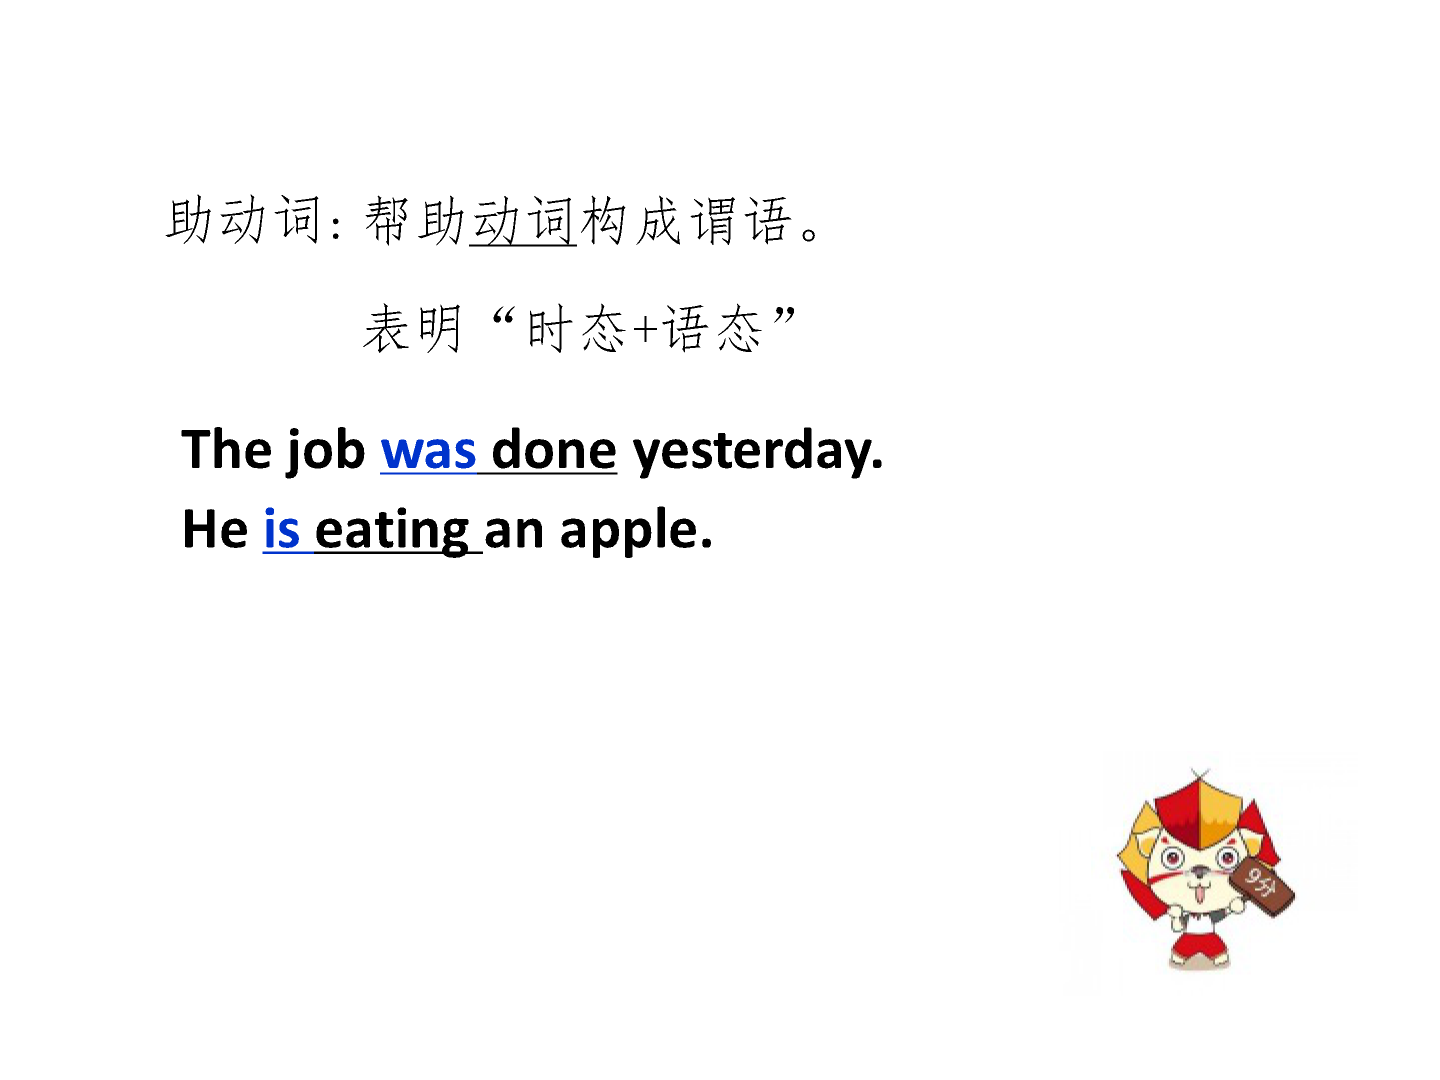 助动词: 帮助动词构成谓语。
表明“时态+语态”
The job was done yesterday.
He is eating an apple.
9分